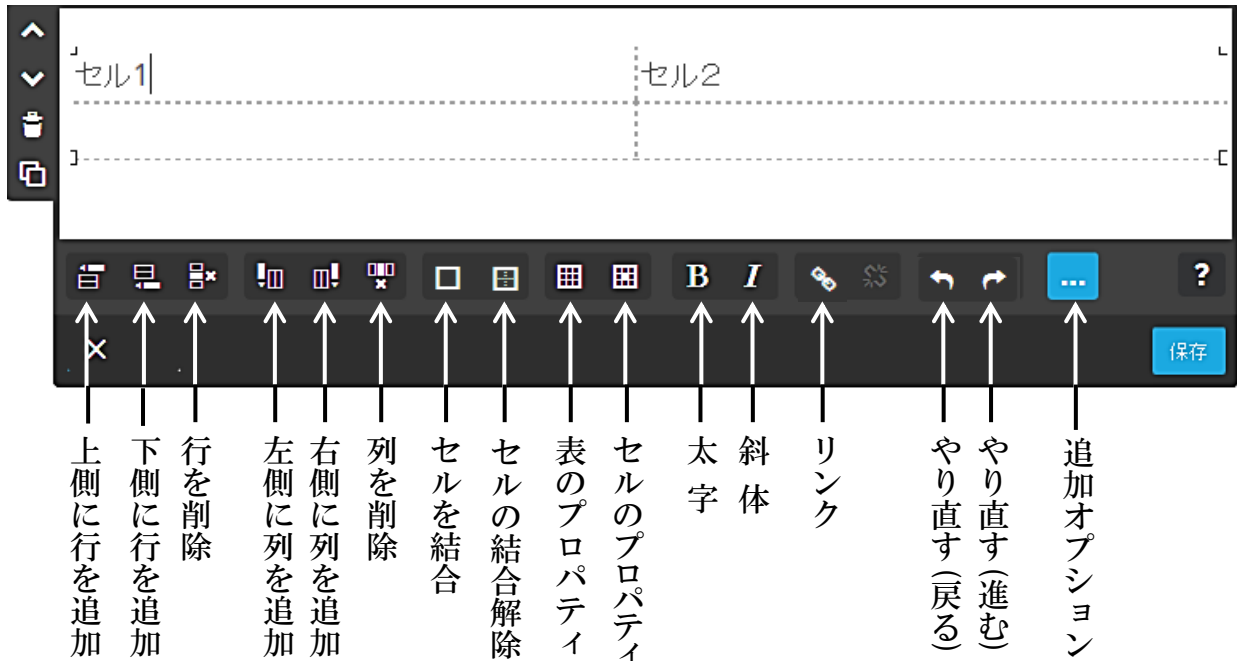 セル1
セル2
B
I
...
?
×
保存
上側に行を追加
下側に行を追加
行を削除
左側に列を追加
右側に列を追加
列を削除
セルを結合
セルの結合解除
表のプロパティ
セルのプロパティ
太字
斜体
リンク
やり直す(戻る)
やり直す(進む)
追加オプション